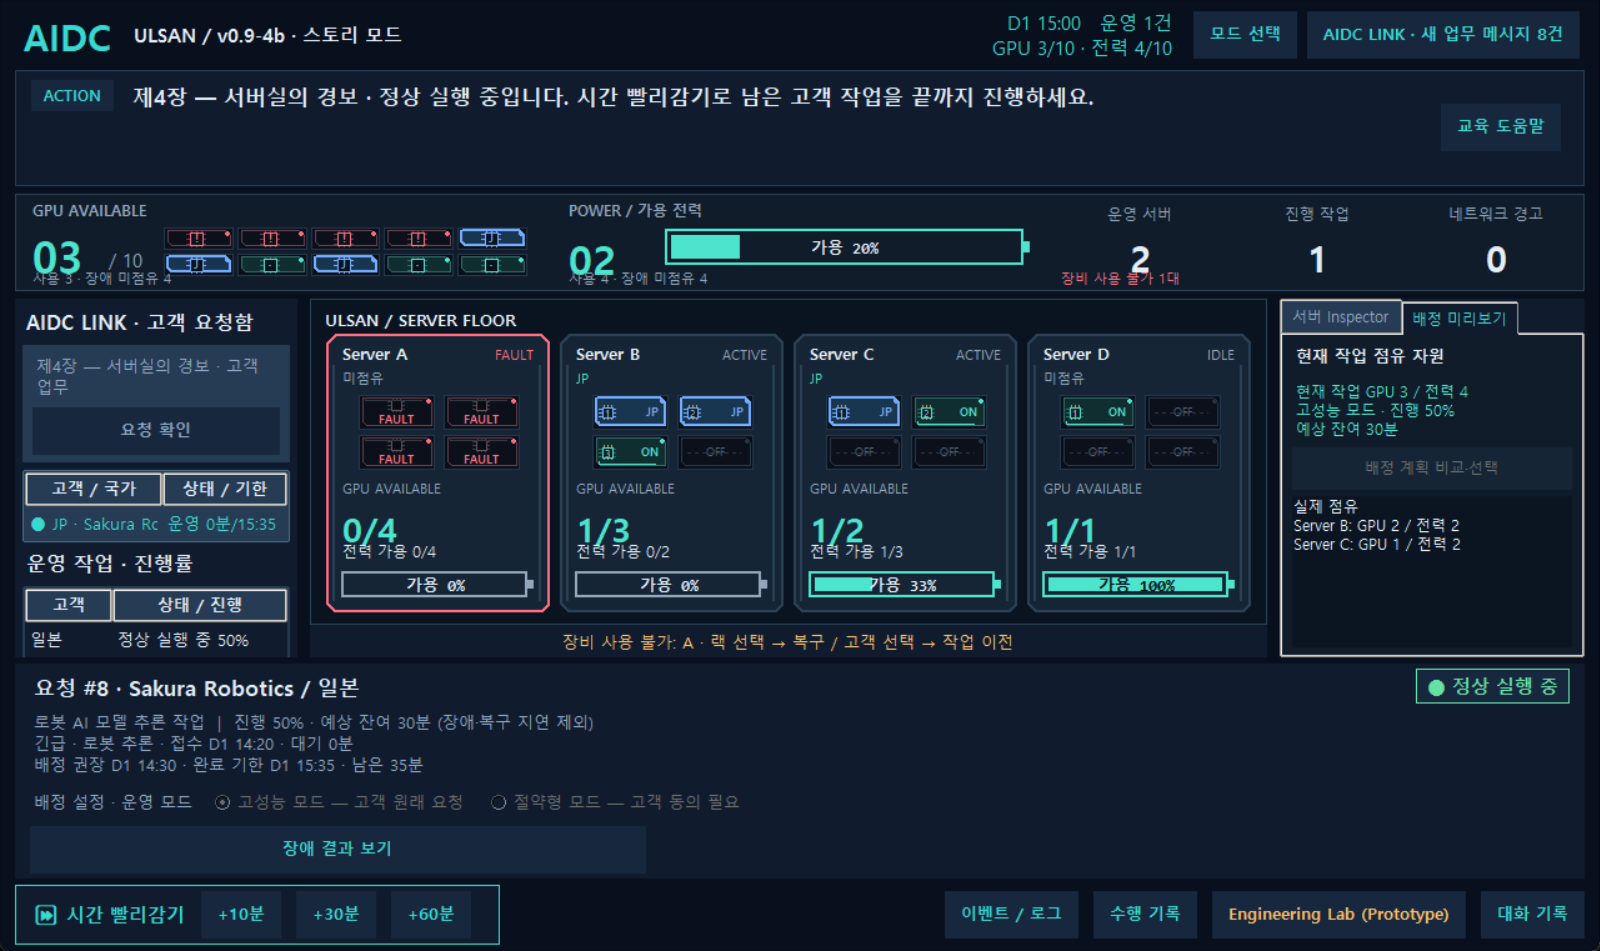 AIDC ULSAN / v0.9-4b · 스토리 모드
D1 15:00 운영 1건
GPU 3/10 · 전력 4/10
모드 선택
AIDC LINK · 새 업무 메시지 8건
ACTION 제4장 — 서버실의 경보 · 정상 실행 중입니다. 시간 빨리감기로 남은 고객 작업을 끝까지 진행하세요.
교육 도움말
GPU AVAILABLE
03 / 10
사용 3 · 장애 미점유 4
! ! ! ! J
J - J - -
POWER / 가용 전력
02 가용 20%
사용 4 · 장애 미점유 4
운영 서버
2
장비 사용 불가 1대
진행 작업
1
네트워크 경고
0
AIDC LINK · 고객 요청함
제4장 — 서버실의 경보 · 고객
업무
요청 확인
고객 / 국가 상태 / 기한
JP · Sakura Rc 운영 0분/15:35
운영 작업 · 진행률
고객 상태 / 진행
일본 정상 실행 중 50%
ULSAN / SERVER FLOOR
Server A FAULT
미점유
FAULT FAULT
FAULT FAULT
GPU AVAILABLE
0/4
전력 가용 0/4
가용 0%
Server B ACTIVE
JP
1 JP 2 JP
3 ON OFF
GPU AVAILABLE
1/3
전력 가용 0/2
가용 0%
Server C ACTIVE
JP
1 JP 2 ON
OFF OFF
GPU AVAILABLE
1/2
전력 가용 1/3
가용 33%
Server D IDLE
미점유
1 ON OFF
OFF OFF
GPU AVAILABLE
1/1
전력 가용 1/1
가용 100%
장비 사용 불가: A · 랙 선택 → 복구 / 고객 선택 → 작업 이전
서버 Inspector 배정 미리보기
현재 작업 점유 자원
현재 작업 GPU 3 / 전력 4
고성능 모드 · 진행 50%
예상 잔여 30분
배정 계획 비교·선택
실제 점유
Server B: GPU 2 / 전력 2
Server C: GPU 1 / 전력 2
요청 #8 · Sakura Robotics / 일본
정상 실행 중
로봇 AI 모델 추론 작업 | 진행 50% · 예상 잔여 30분 (장애·복구 지연 제외)
긴급 · 로봇 추론 · 접수 D1 14:20 · 대기 0분
배정 권장 D1 14:30 · 완료 기한 D1 15:35 · 남은 35분
배정 설정 · 운영 모드 고성능 모드 — 고객 원래 요청 절약형 모드 — 고객 동의 필요
장애 결과 보기
시간 빨리감기 +10분 +30분 +60분
이벤트 / 로그 수행 기록 Engineering Lab (Prototype) 대화 기록